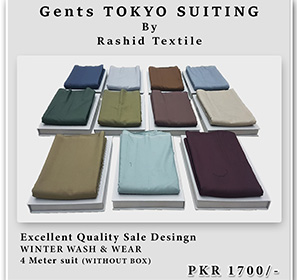 Gents TOKYO SUITING
By
Rashid Textile
Excellent Quality Sale Desingn
WINTER WASH & WEAR
4 Meter suit (WITHOUT BOX)
PKR 1700/-